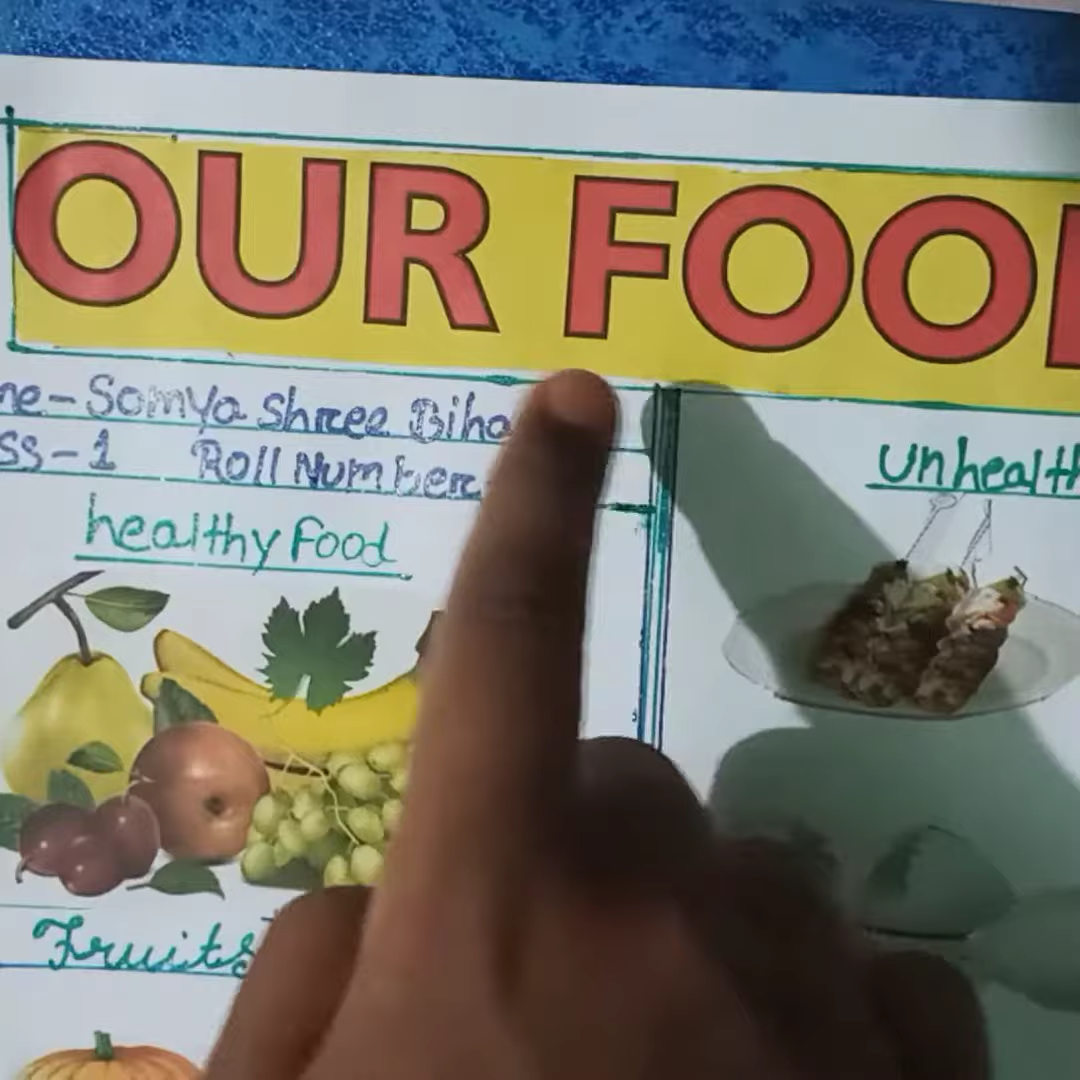 OUR FOO
ne-Somya Shree Biha
SS-1 Roll Number
healthy Food
unhealth
Fruits